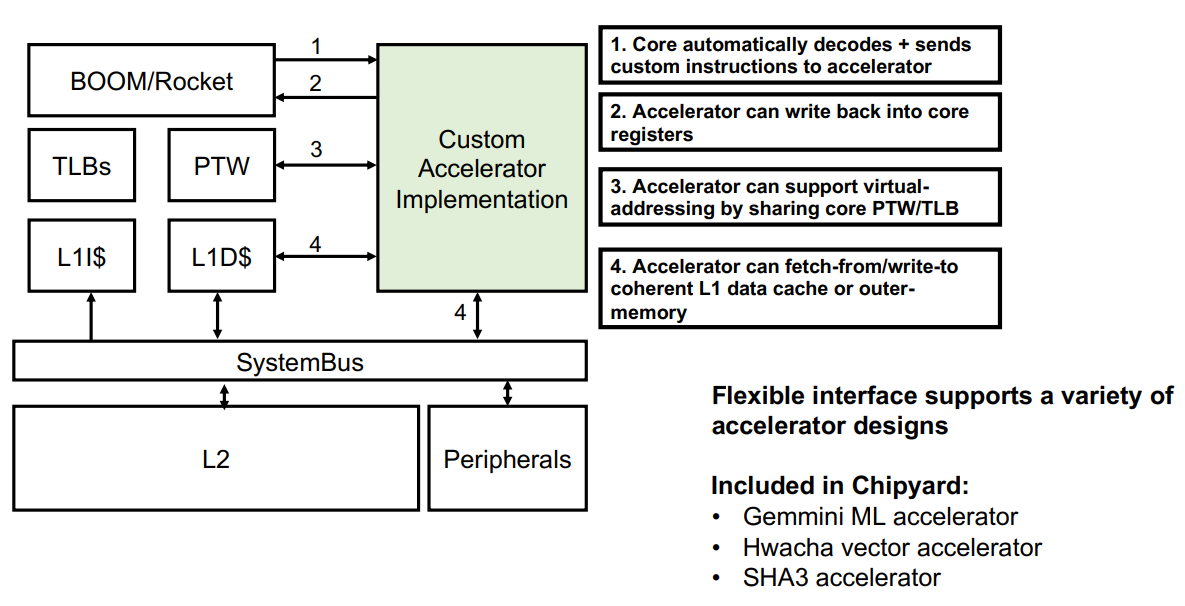 BOOM/Rocket
1
2
TLBs
PTW
3
L1I$
L1D$
4
Custom
Accelerator
Implementation
4
SystemBus
L2
Peripherals
1. Core automatically decodes + sends
custom instructions to accelerator
2. Accelerator can write back into core
registers
3. Accelerator can support virtual-
addressing by sharing core PTW/TLB
4. Accelerator can fetch-from/write-to
coherent L1 data cache or outer-
memory
Flexible interface supports a variety of
accelerator designs
Included in Chipyard:
• Gemmini ML accelerator
• Hwacha vector accelerator
• SHA3 accelerator